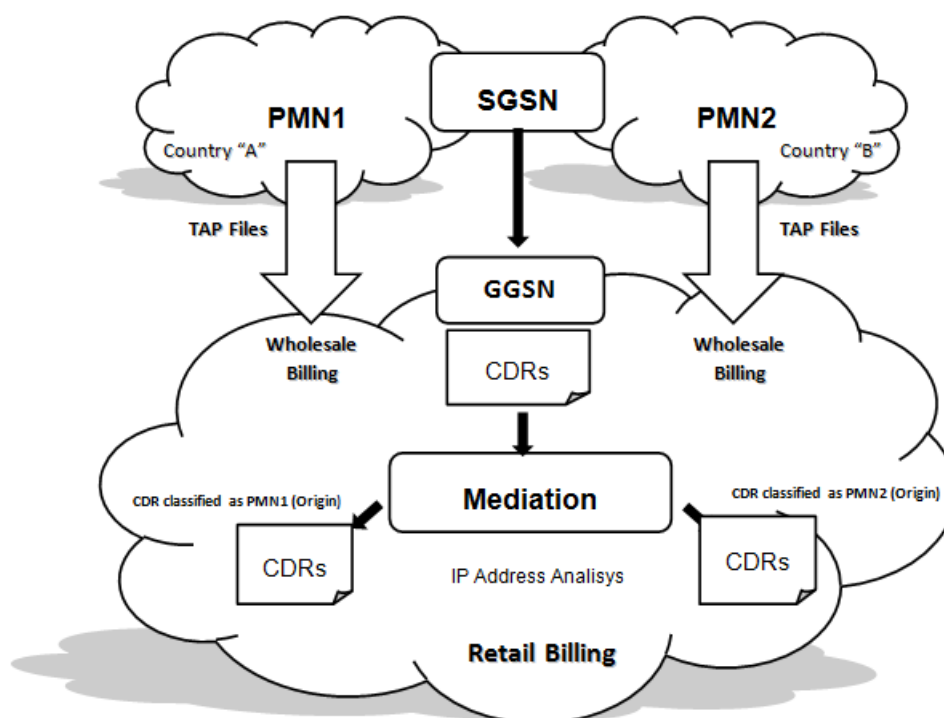 SGSN
PMN1
PMN2
Country “A”
Country “B”
TAP Files
TAP Files
GGSN
Wholesale
Billing
Wholesale
Billing
CDRs
Mediation
CDR classified as PMN1 (Origin)
CDR classified as PMN2 (Origin)
CDRs
CDRs
IP Address Analisys
Retail Billing